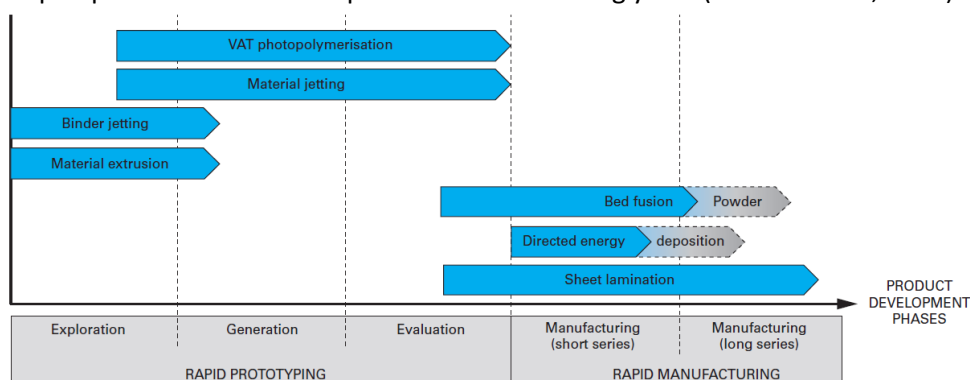 VAT photopolymerisation
Material jetting
Binder jetting
Material extrusion
Bed fusion
Powder
Directed energy
deposition
Sheet lamination
PRODUCT
DEVELOPMENT
PHASES
Exploration
Generation
Evaluation
Manufacturing
(short series)
Manufacturing
(long series)
RAPID PROTOTYPING
RAPID MANUFACTURING